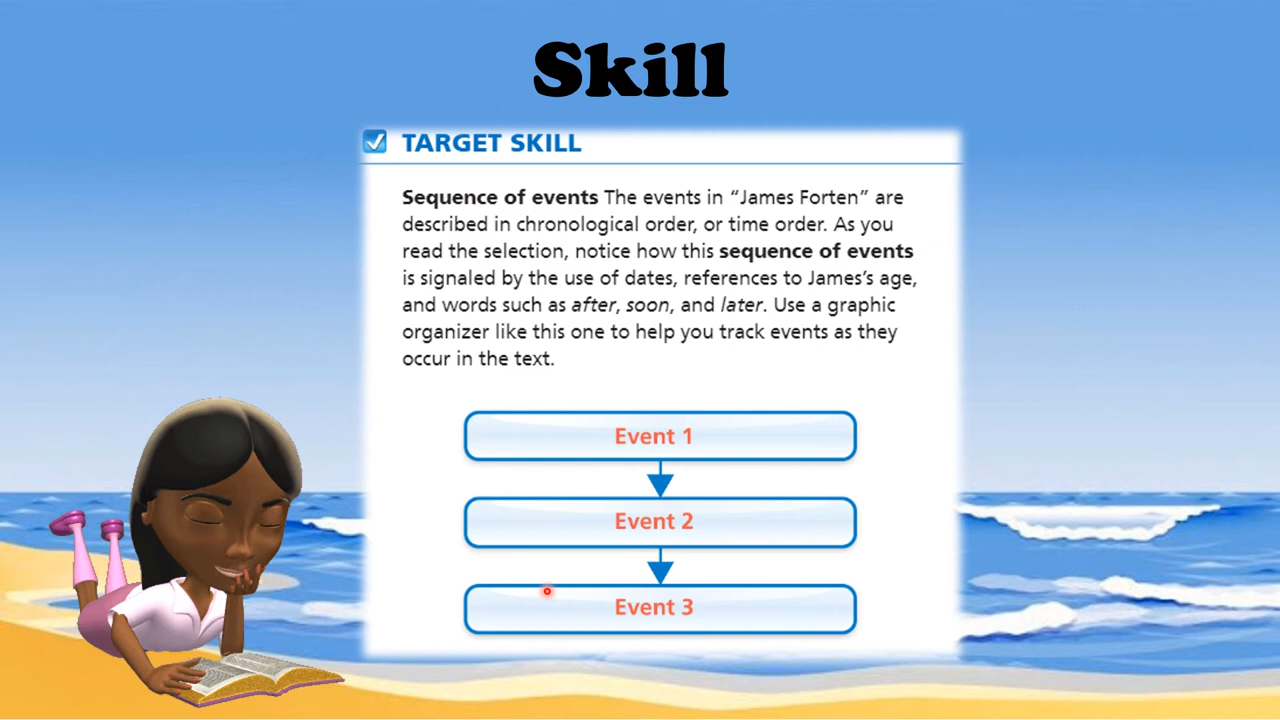 Skill
TARGET SKILL
Sequence of events The events in “James Forten” are
described in chronological order, or time order. As you
read the selection, notice how this sequence of events
is signaled by the use of dates, references to James’s age,
and words such as after, soon, and later. Use a graphic
organizer like this one to help you track events as they
occur in the text.
Event 1
Event 2
Event 3